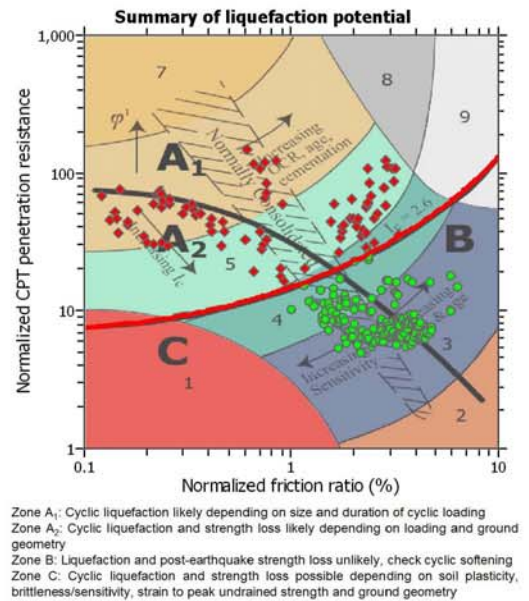 Summary of liquefaction potential
1,000
7
8
9
φ'
Increasing
OCR, age,
cementation
Normally Consolidated
100
A1
A2
Increasing Ic
5
Ic = 2.6
B
10
4
3
Increasing
Sensitivity
& age
C
1
2
1
0.1
1
10
Normalized CPT penetration resistance
Normalized friction ratio (%)
Zone A1: Cyclic liquefaction likely depending on size and duration of cyclic loading
Zone A2: Cyclic liquefaction and strength loss likely depending on loading and ground
geometry
Zone B: Liquefaction and post-earthquake strength loss unlikely, check cyclic softening
Zone C: Cyclic liquefaction and strength loss possible depending on soil plasticity,
brittleness/sensitivity, strain to peak undrained strength and ground geometry